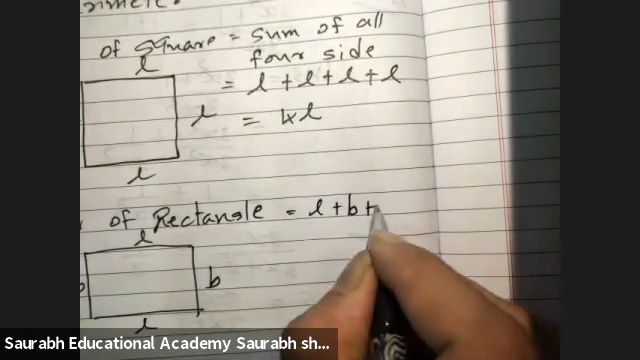 of square = sum of all
four side
l
= l + l + l + l
l = 4l
l
of Rectangle = l + b +
l
b
l
Saurabh Educational Academy Saurabh sh...